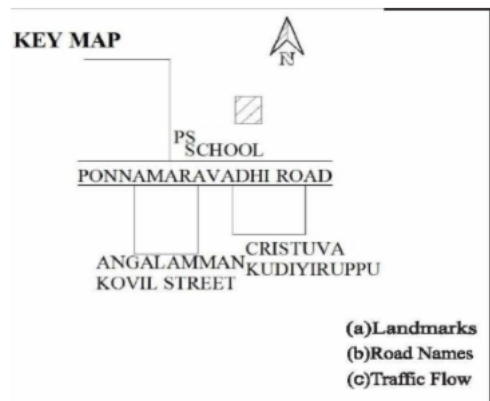 KEY MAP
N
PS
SCHOOL
PONNAMARAVADHI ROAD
ANGALAMMAN
KOVIL STREET
CRISTUVA
KUDIYIRUPPU
(a)Landmarks
(b)Road Names
(c)Traffic Flow